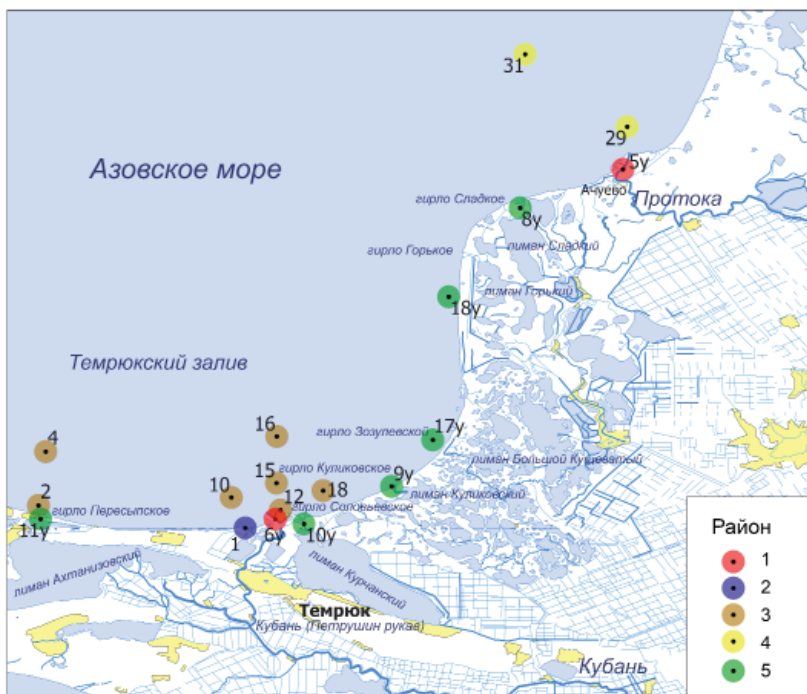 31
29
5у
Азовское море
Ачуево
Протока
гирло Сладкое
8у
лиман Сладкий
гирло Горькое
лиман Горький
18у
Темрюкский залив
4
16
гирло Зозулевской
17у
лиман Большой Кущеватый
15
гирло Куликовское
9у
лиман Куликовский
10
18
2
12
гирло Пересыпское
гирло Соловьевское
11у
1
6у
10у
лиман Ахтанизовский
лиман Курчанский
Темрюк
Кубань (Петрушин рукав)
Кубань
Район
1
2
3
4
5